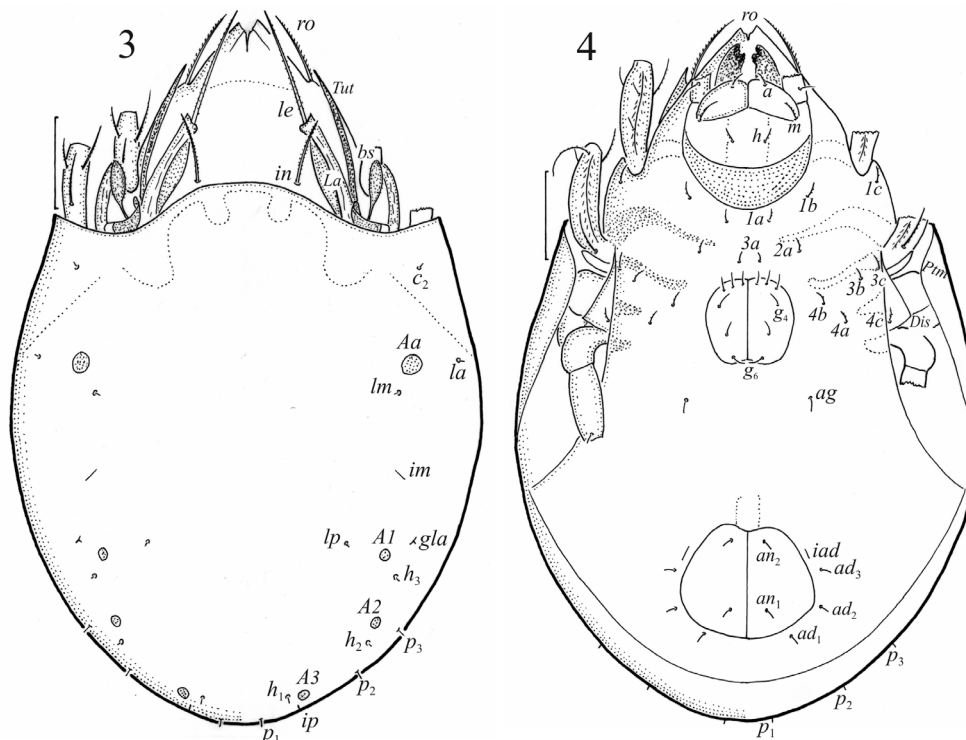 3
ro
Tut
le
bs
in
La
c2
Aa
la
lm
im
lp
A1
gla
h3
A2
h2
p3
A3
p2
h1
ip
p1
4
ro
a
m
h
1c
1a
1b
3a
2a
3b
3c
Ptm
g4
4b
4a
4c
Dis
g6
ag
an2
iad
ad3
an1
ad2
ad1
p3
p2
p1